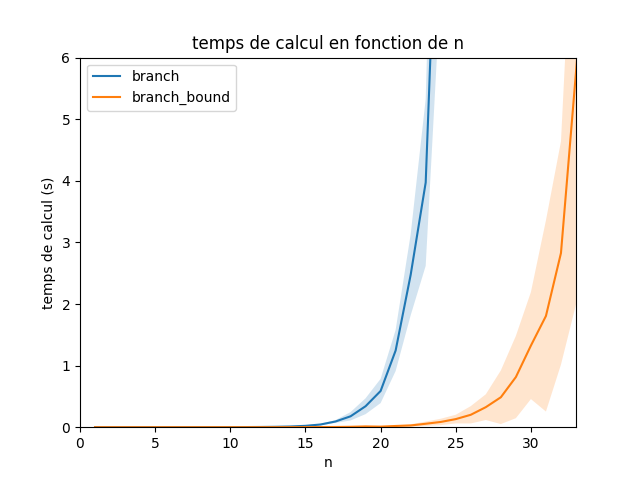 temps de calcul en fonction de n
branch
branch_bound
temps de calcul (s)
6
5
4
3
2
1
0
0 5 10 15 20 25 30
n